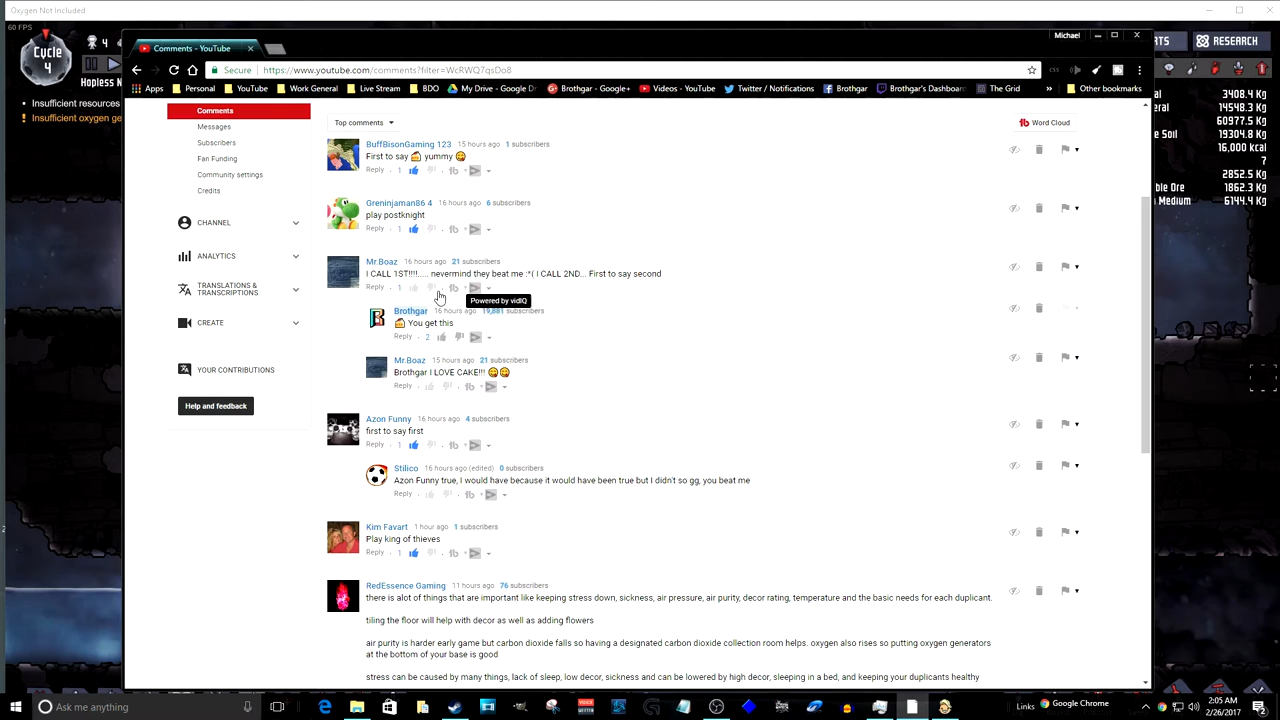 Oxygen Not Included
60 FPS
Cycle
4
4
Hopless N
Insufficient resources
Insufficient oxygen ge
Comments - YouTube
Michael
Secure https://www.youtube.com/comments?filter=WcRWQ7qsDo8
Apps Personal YouTube Work General Live Stream BDO My Drive - Google Dr Brothgar - Google+ Videos - YouTube Twitter / Notifications Brothgar Brothgar's Dashboard The Grid » Other bookmarks
RESEARCH
3408.4 Kg
14548.3 Kg
60977.5 Kg
19304.8 Kg
16,000 kcal
7
2852.5 Kg
1862.3 Kg
6144.4 Kg
Soil
ble Ore
Medium
Comments
Messages
Subscribers
Fan Funding
Community settings
Credits
CHANNEL
ANALYTICS
TRANSLATIONS &
TRANSCRIPTIONS
CREATE
YOUR CONTRIBUTIONS
Help and feedback
Top comments
Word Cloud
BuffBisonGaming 123 15 hours ago 1 subscribers
First to say 🍰 yummy 😋
Reply · 1
Greninjaman86 4 16 hours ago 6 subscribers
play postknight
Reply · 1
Mr.Boaz 16 hours ago 21 subscribers
I CALL 1ST!!!!..... nevermind they beat me :*( I CALL 2ND... First to say second
Reply · 1
Powered by vidIQ
Brothgar 16 hours ago 19,881 subscribers
🍰 You get this
Reply · 2
Mr.Boaz 15 hours ago 21 subscribers
Brothgar I LOVE CAKE!!! 😋😋
Reply ·
Azon Funny 16 hours ago 4 subscribers
first to say first
Reply · 1
Stilico 16 hours ago (edited) 0 subscribers
Azon Funny true, I would have because it would have been true but I didn't so gg, you beat me
Reply ·
Kim Favart 1 hour ago 1 subscribers
Play king of thieves
Reply · 1
RedEssence Gaming 11 hours ago 76 subscribers
there is alot of things that are important like keeping stress down, sickness, air pressure, air purity, decor rating, temperature and the basic needs for each duplicant.
tiling the floor will help with decor as well as adding flowers
air purity is harder early game but carbon dioxide falls so having a designated carbon dioxide collection room helps. oxygen also rises so putting oxygen generators
at the bottom of your base is good
stress can be caused by many things, lack of sleep, low decor, sickness and can be lowered by high decor, sleeping in a bed, and keeping your duplicants healthy
Ask me anything
Links Google Chrome
2:05 AM
2/26/2017